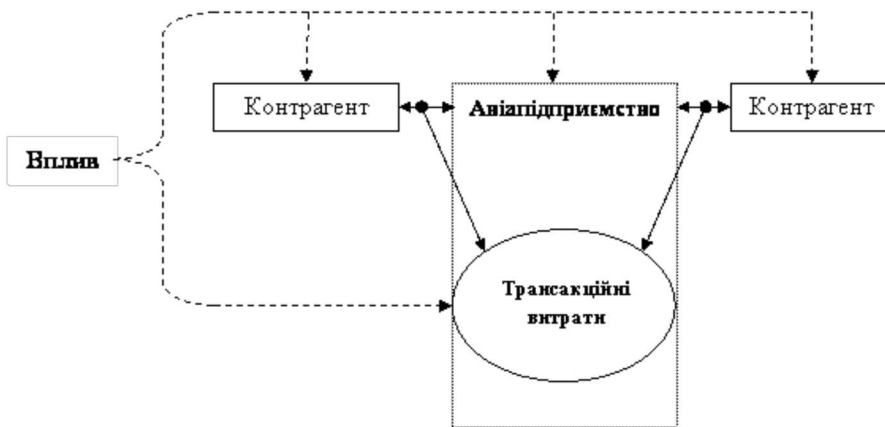 Контрагент
Авіапідприємство
Контрагент
Вплив
Трансакційні
витрати